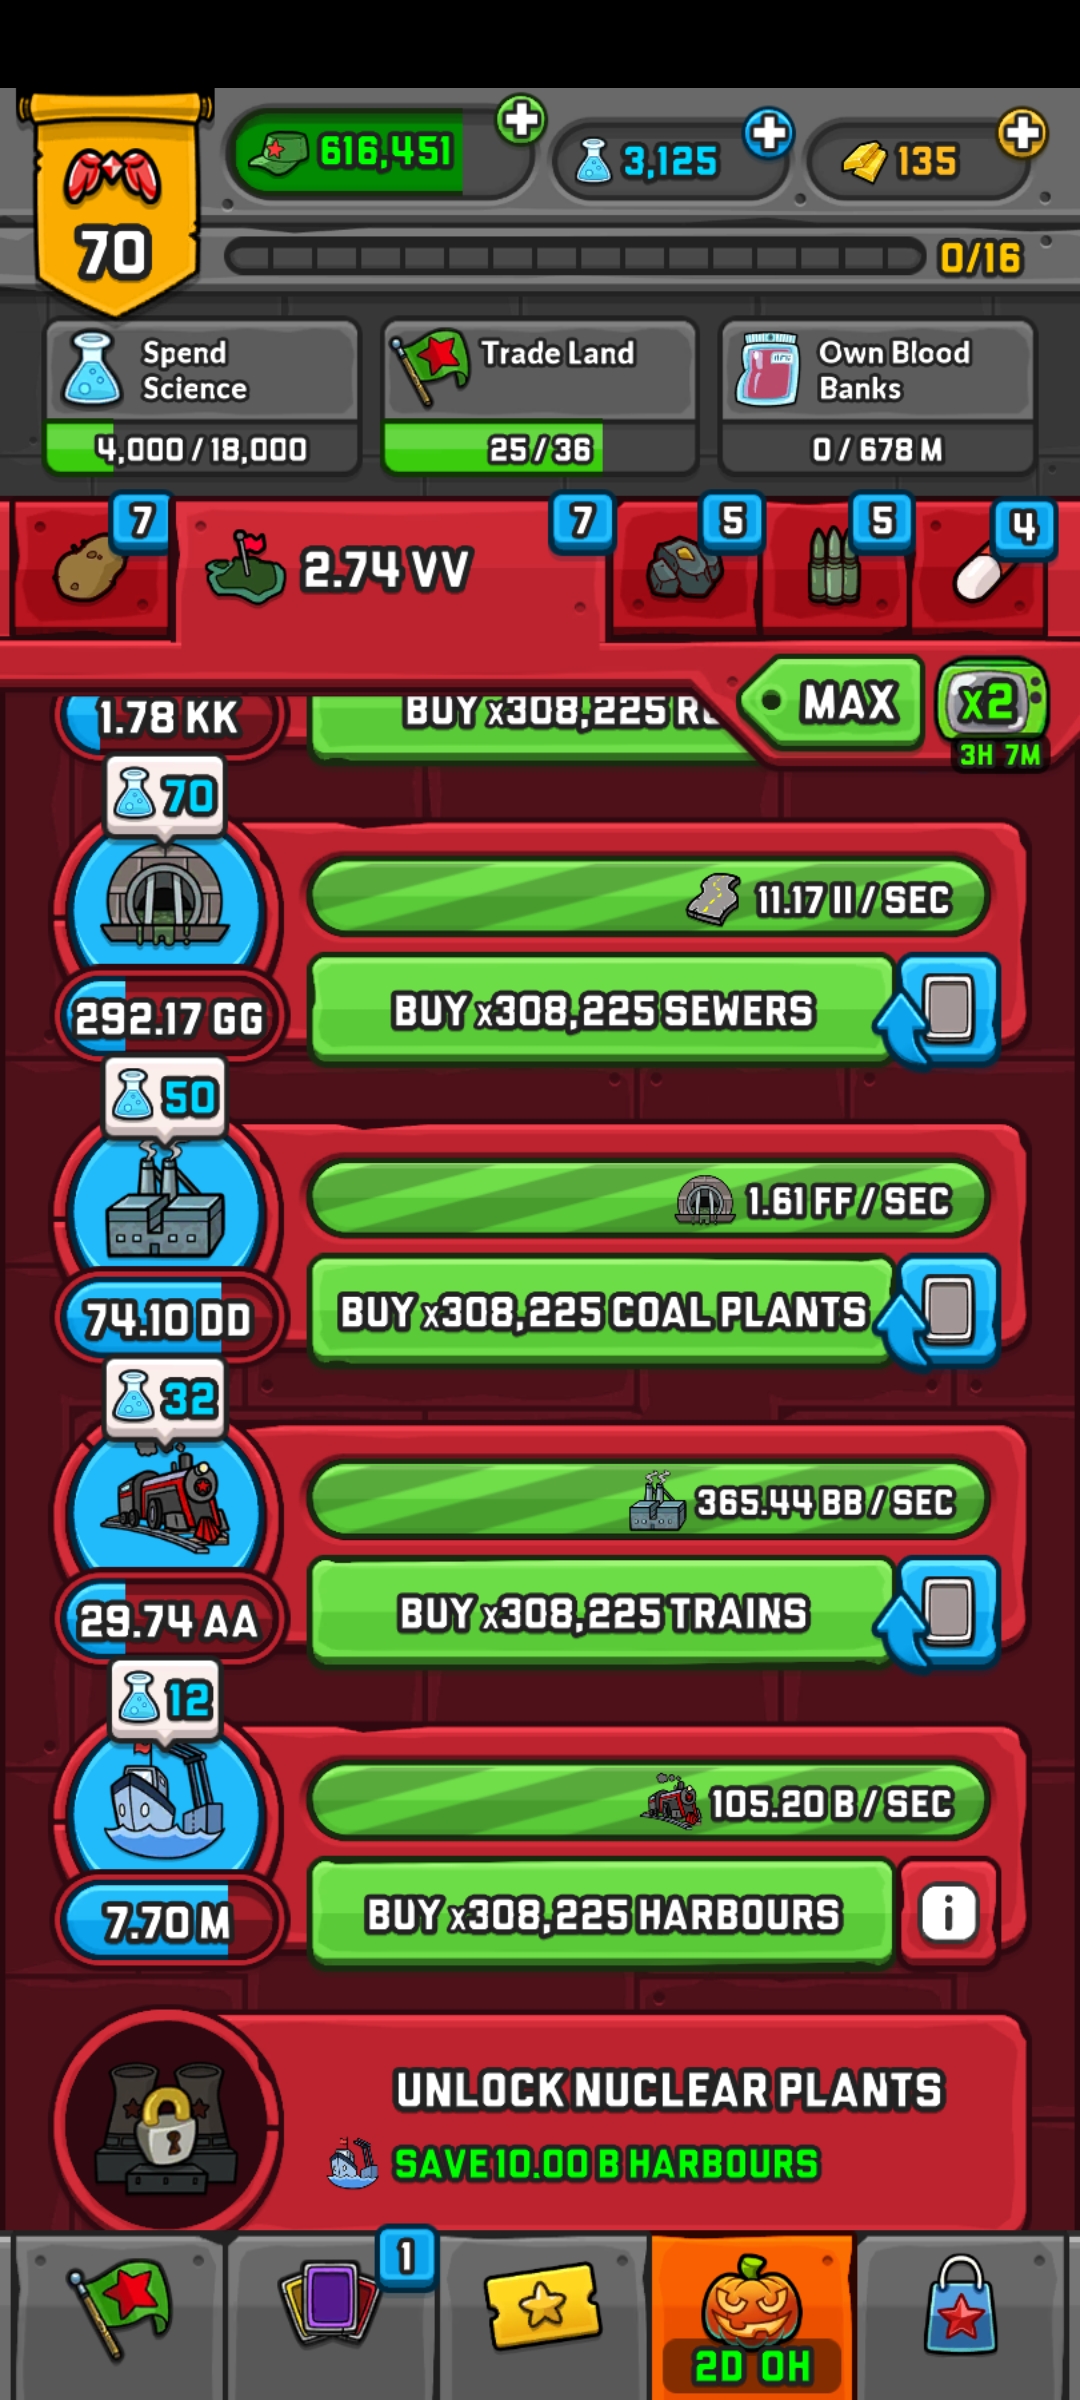 616,451
3,125
135
70
0/16
Spend
Science
4,000/18,000
Trade Land
25/36
Own Blood
Banks
0/678 M
7
2.74 VV
7
5
5
4
MAX
x2
3H 7M
1.78 KK
BUY x308,225
70
11.17 II/SEC
292.17 GG
BUY x308,225 SEWERS
50
1.61 FF/SEC
74.10 DD
BUY x308,225 COAL PLANTS
32
365.44 BB/SEC
29.74 AA
BUY x308,225 TRAINS
12
105.20 B/SEC
7.70 M
BUY x308,225 HARBOURS
i
UNLOCK NUCLEAR PLANTS
SAVE 10.00 B HARBOURS
1
2D 0H